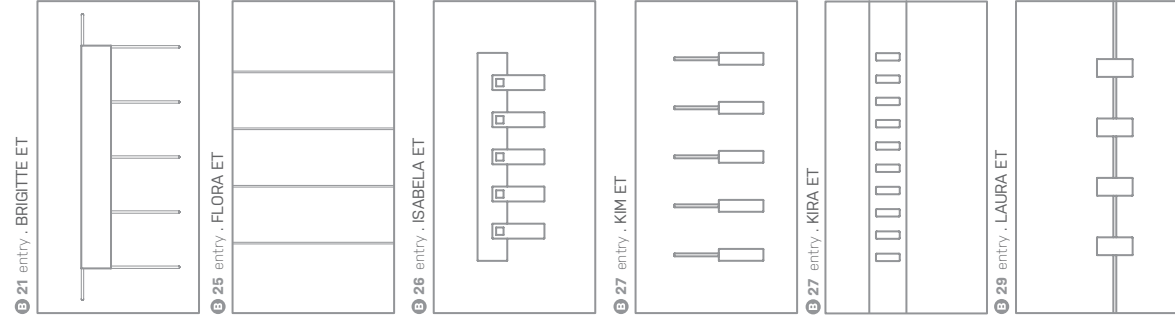 B 21 entry . BRIGITTE ET
B 25 entry . FLORA ET
B 26 entry . ISABELA ET
B 27 entry . KIM ET
B 27 entry . KIRA ET
B 29 entry . LAURA ET